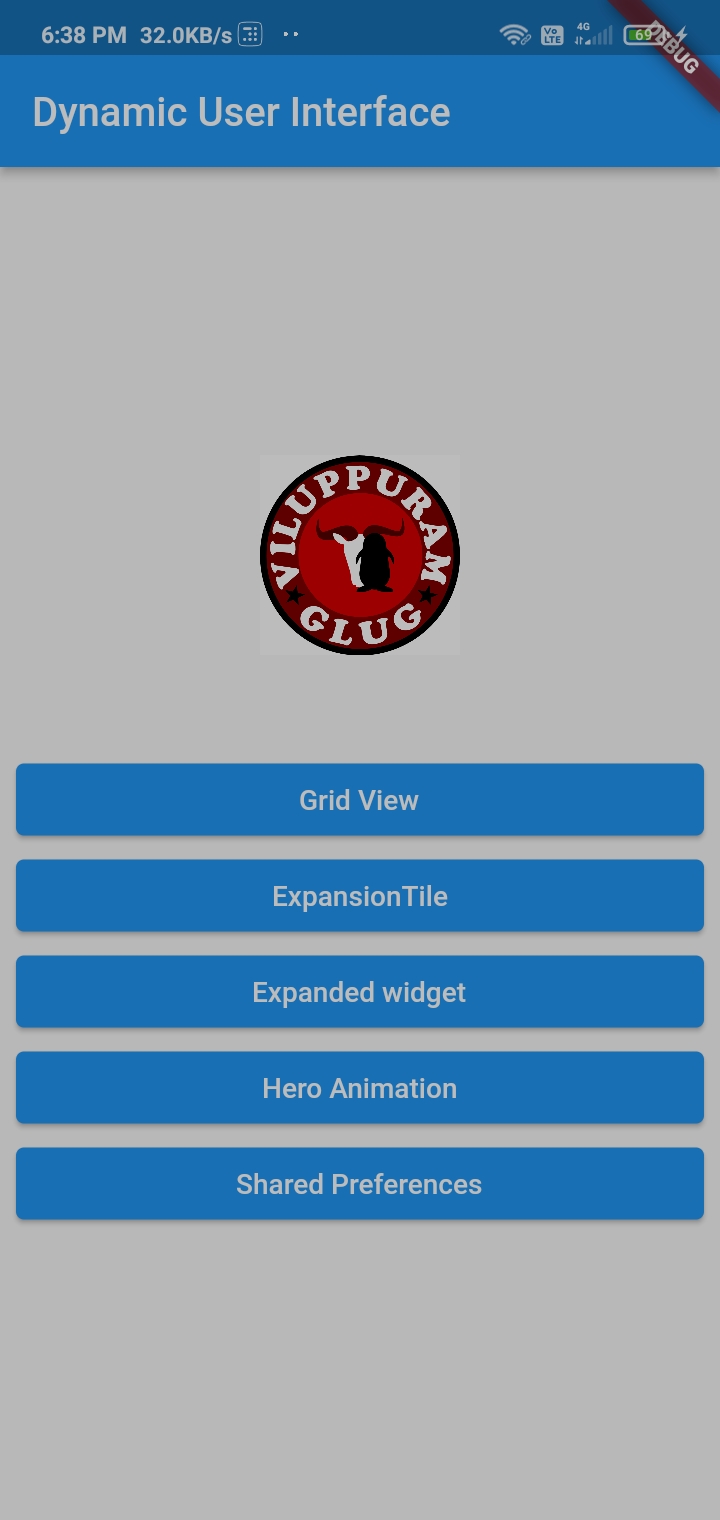 6:38 PM 32.0KB/s
Vo LTE 4G 69
DEBUG
Dynamic User Interface
VILUPPURAM
GLUG
Grid View
ExpansionTile
Expanded widget
Hero Animation
Shared Preferences